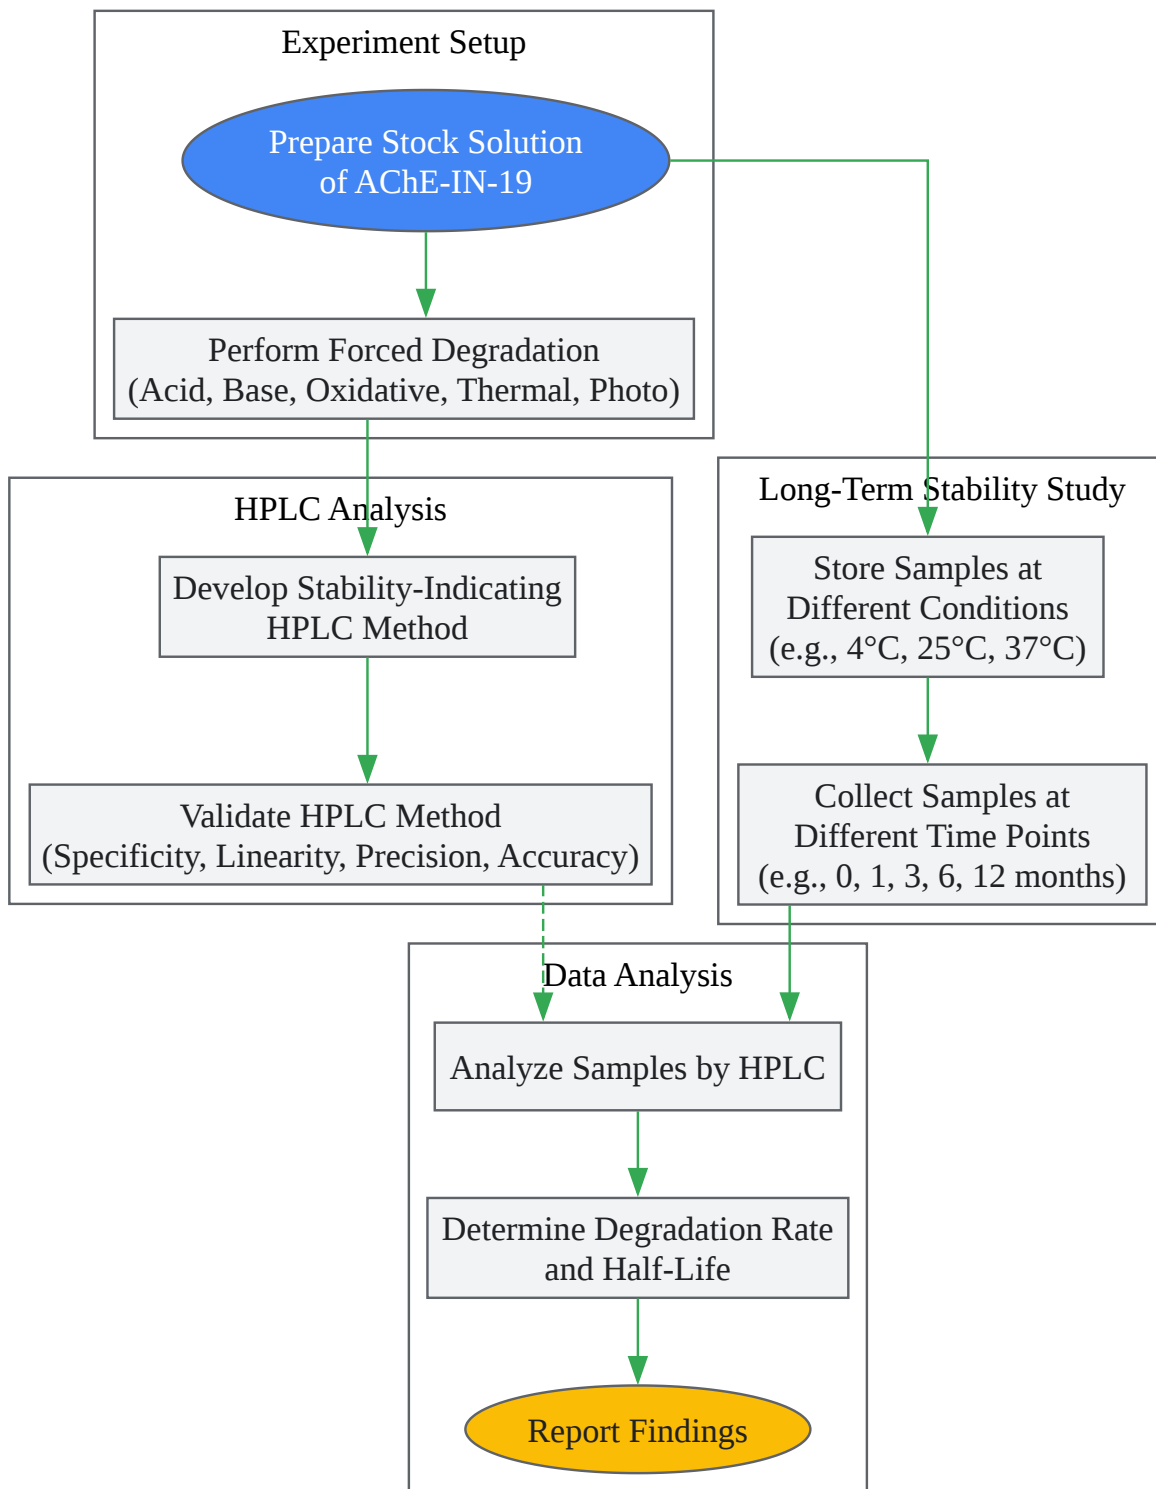 Experiment Setup
Prepare Stock Solution
of AChE-IN-19
Perform Forced Degradation
(Acid, Base, Oxidative, Thermal, Photo)
HPLC Analysis
Develop Stability-Indicating
HPLC Method
Validate HPLC Method
(Specificity, Linearity, Precision, Accuracy)
Long-Term Stability Study
Store Samples at
Different Conditions
(e.g., 4°C, 25°C, 37°C)
Collect Samples at
Different Time Points
(e.g., 0, 1, 3, 6, 12 months)
Data Analysis
Analyze Samples by HPLC
Determine Degradation Rate
and Half-Life
Report Findings